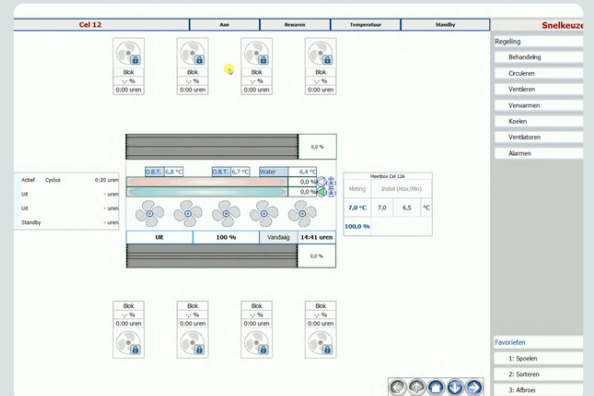 Cel 12 Aan Bewaren Temperatuur Standby Snelkeuze
Regeling
Behandeling
Circuleren
Ventileren
Verwarmen
Koelen
Ventilatoren
Alarmen
Blok Blok Blok Blok
-,- % -,- % -,- % -,- %
0:00 uren 0:00 uren 0:00 uren 0:00 uren
0,0 %
O.B.T. 6,8 °C O.B.T. 6,7 °C Water 6,4 °C
0,0 %
0,0 %
Actief Cyclus 0:20 uren
Uit - uren
Uit - uren
Standby - uren
Meetbox Cel 12A
Meting Instel (Max/Min)
7,0 °C 7,0 6,5 °C
100,0 %
Uit 100 % Vandaag 14:41 uren
0,0 %
Blok Blok Blok Blok
-,- % -,- % -,- % -,- %
0:00 uren 0:00 uren 0:00 uren 0:00 uren
Favorieten
1: Spoelen
2: Sorteren
3: Afbroei